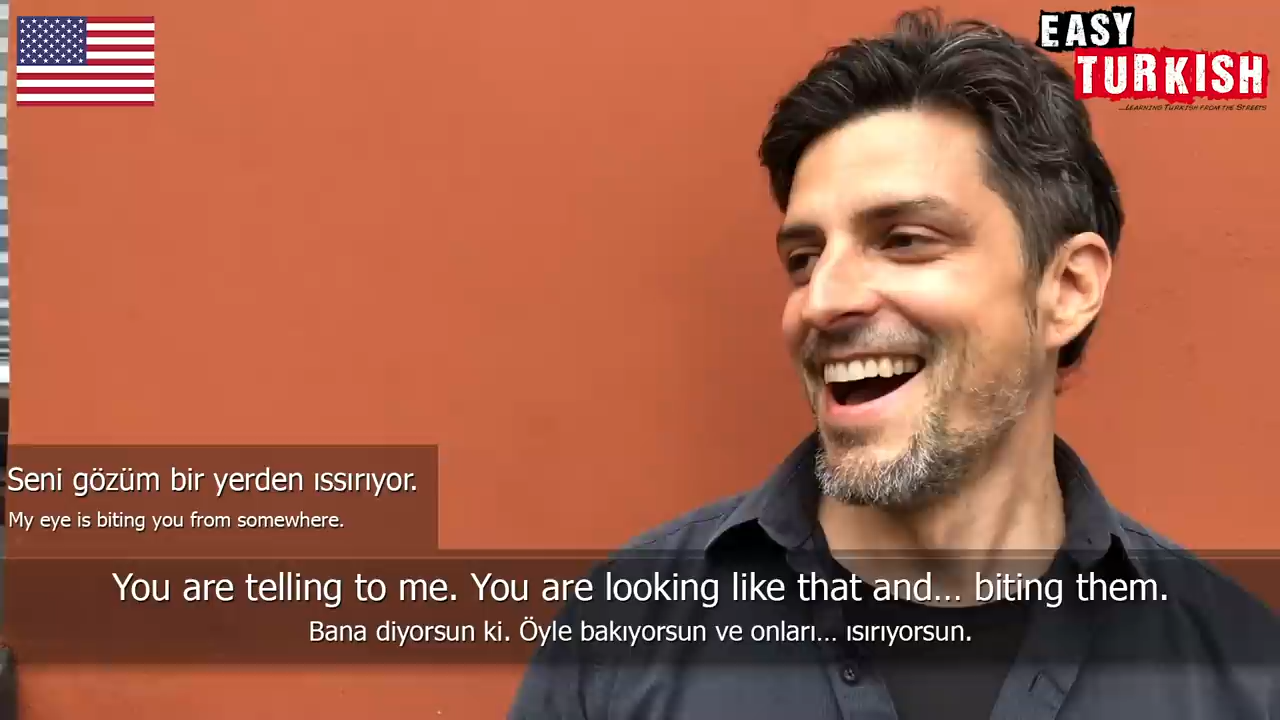 EASY
TURKISH
...LEARNING TURKISH FROM THE STREETS
Seni gözüm bir yerden ıssırıyor.
My eye is biting you from somewhere.
You are telling to me. You are looking like that and... biting them.
Bana diyorsun ki. Öyle bakıyorsun ve onları... ısırıyorsun.